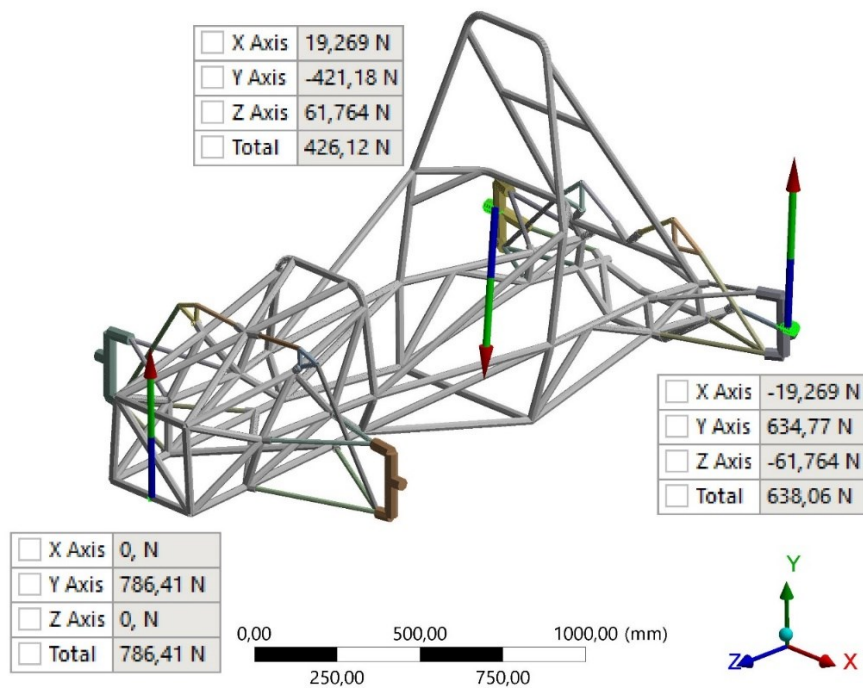 X Axis 19,269 N
Y Axis -421,18 N
Z Axis 61,764 N
Total 426,12 N
X Axis -19,269 N
Y Axis 634,77 N
Z Axis -61,764 N
Total 638,06 N
X Axis 0, N
Y Axis 786,41 N
Z Axis 0, N
Total 786,41 N
0,00 500,00 1000,00 (mm)
250,00 750,00
Y
Z X